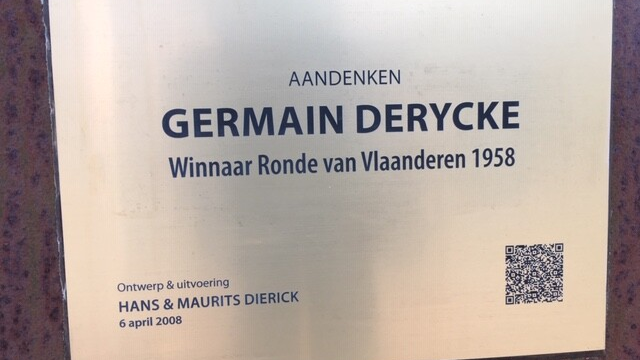 AANDENKEN
GERMAIN DERYCKE
Winnaar Ronde van Vlaanderen 1958
Ontwerp & uitvoering
HANS & MAURITS DIERICK
6 april 2008